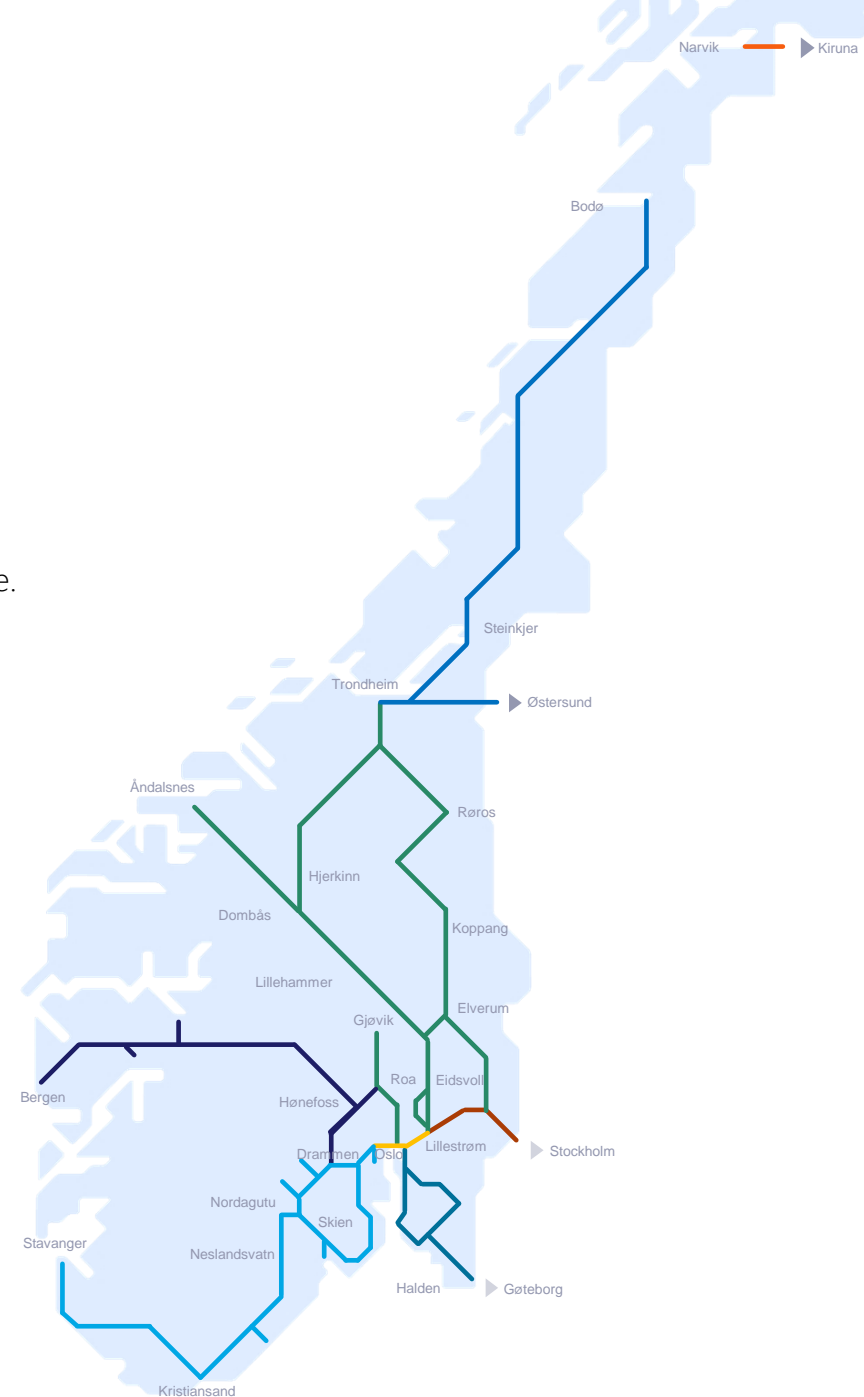 Narvik
Kiruna
Bodø
e.
Steinkjer
Trondheim
Østersund
Åndalsnes
Røros
Hjerkinn
Dombås
Koppang
Lillehammer
Elverum
Gjøvik
Roa
Eidsvoll
Bergen
Hønefoss
Lillestrøm
Drammen
Oslo
Stockholm
Nordagutu
Skien
Stavanger
Neslandsvatn
Halden
Gøteborg
Kristiansand